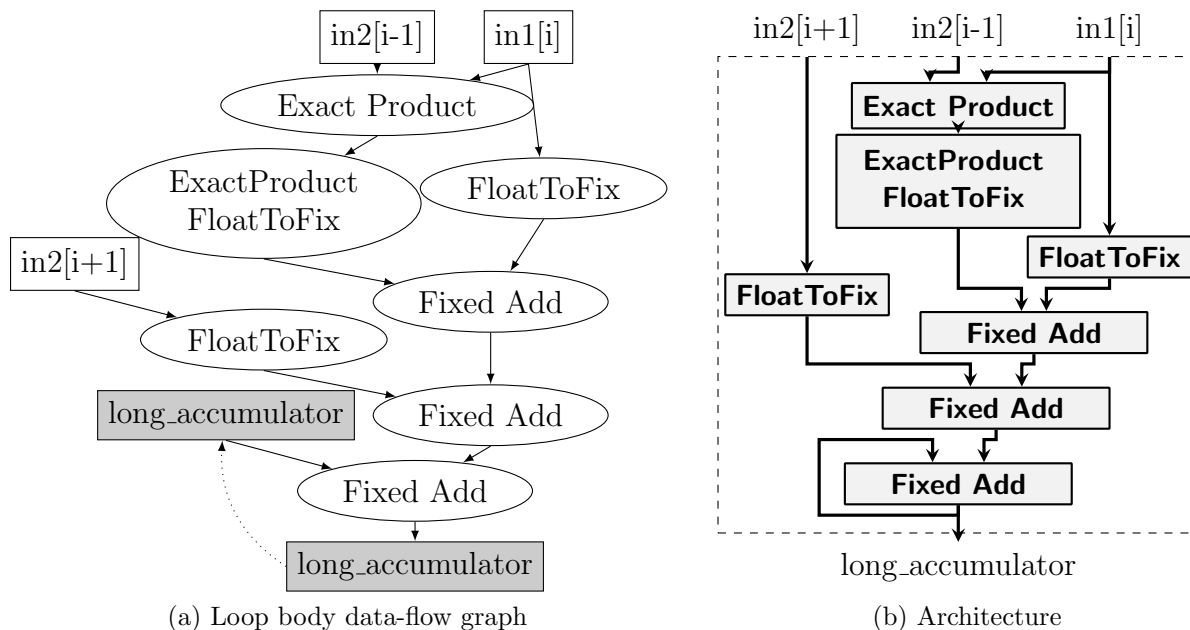 in2[i-1]
in1[i]
Exact Product
ExactProduct
FloatToFix
FloatToFix
in2[i+1]
Fixed Add
FloatToFix
long_accumulator
Fixed Add
Fixed Add
long_accumulator
(a) Loop body data-flow graph
in2[i+1]
in2[i-1]
in1[i]
Exact Product
ExactProduct
FloatToFix
FloatToFix
FloatToFix
Fixed Add
Fixed Add
Fixed Add
long_accumulator
(b) Architecture